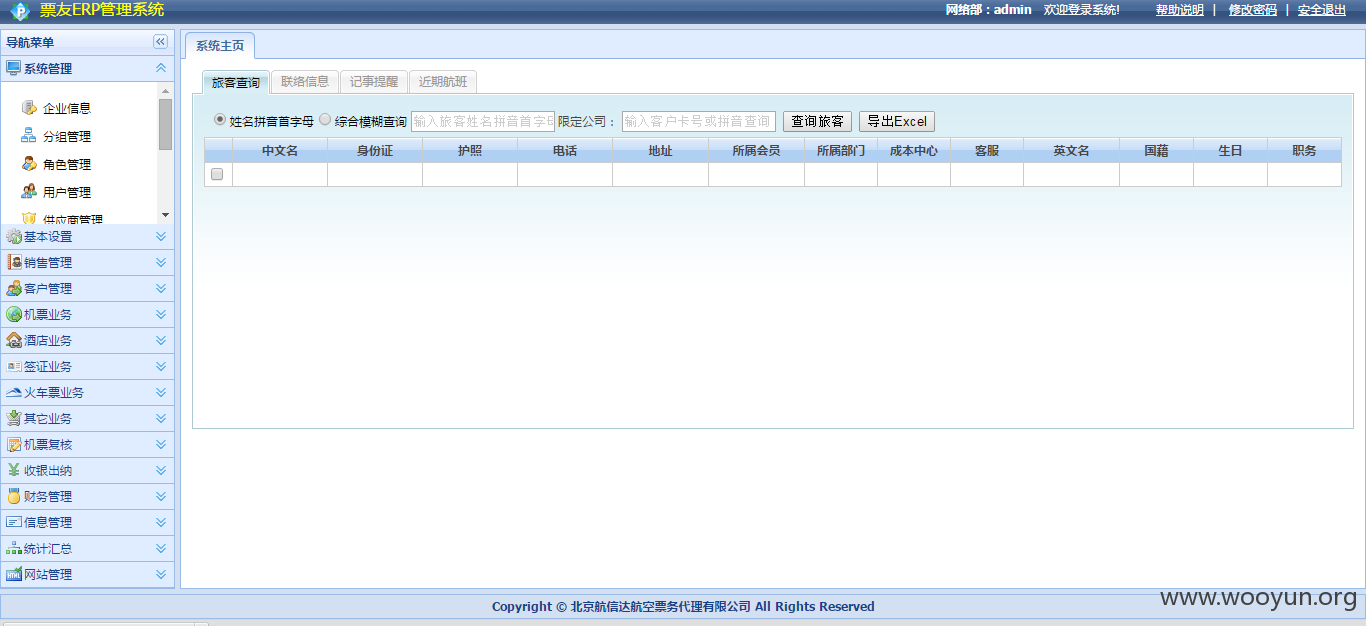 票友ERP管理系统
网络部：admin 欢迎登录系统! 帮助说明 | 修改密码 | 安全退出
导航菜单
系统管理
企业信息
分组管理
角色管理
用户管理
供应商管理
基本设置
销售管理
客户管理
机票业务
酒店业务
签证业务
火车票业务
其它业务
机票复核
收银出纳
财务管理
信息管理
统计汇总
网站管理
系统主页
旅客查询 联络信息 记事提醒 近期航班
姓名拼音首字母 综合模糊查询 输入旅客姓名拼音首字母 限定公司： 输入客户卡号或拼音查询 查询旅客 导出Excel
中文名 身份证 护照 电话 地址 所属会员 所属部门 成本中心 客服 英文名 国藉 生日 职务
Copyright © 北京航信达航空票务代理有限公司 All Rights Reserved
www.wooyun.org